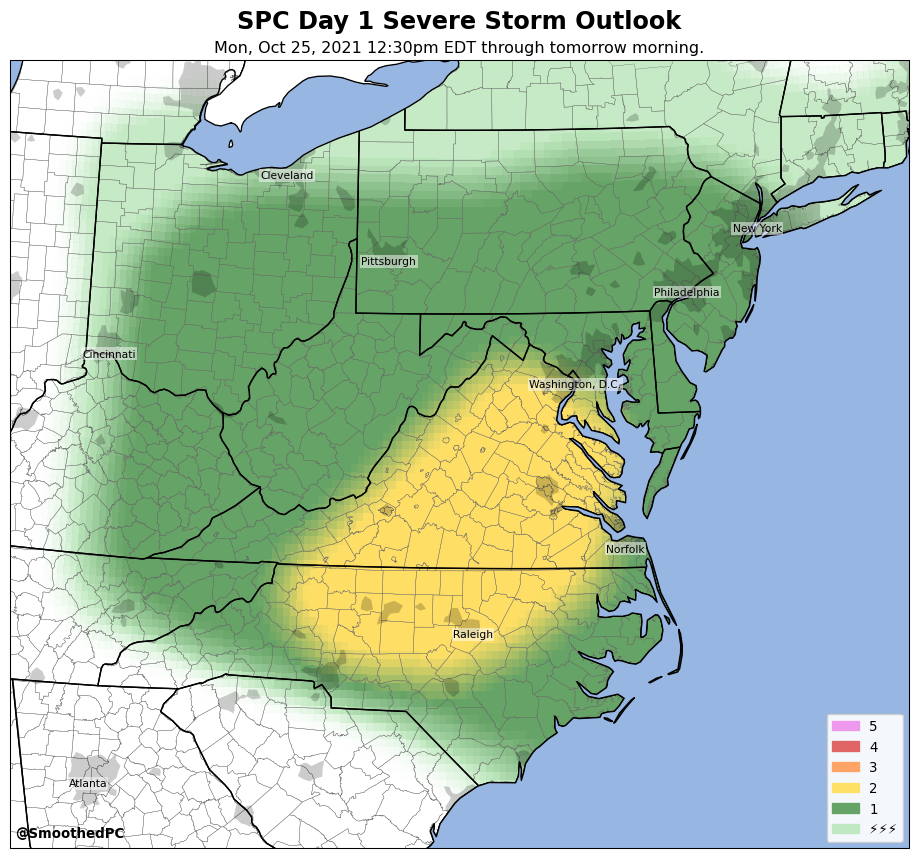 SPC Day 1 Severe Storm Outlook
Mon, Oct 25, 2021 12:30pm EDT through tomorrow morning.
Cleveland
New York
Pittsburgh
Philadelphia
Cincinnati
Washington, D.C.
Norfolk
Raleigh
Atlanta
5
4
3
2
1
⚡⚡⚡
@SmoothedPC